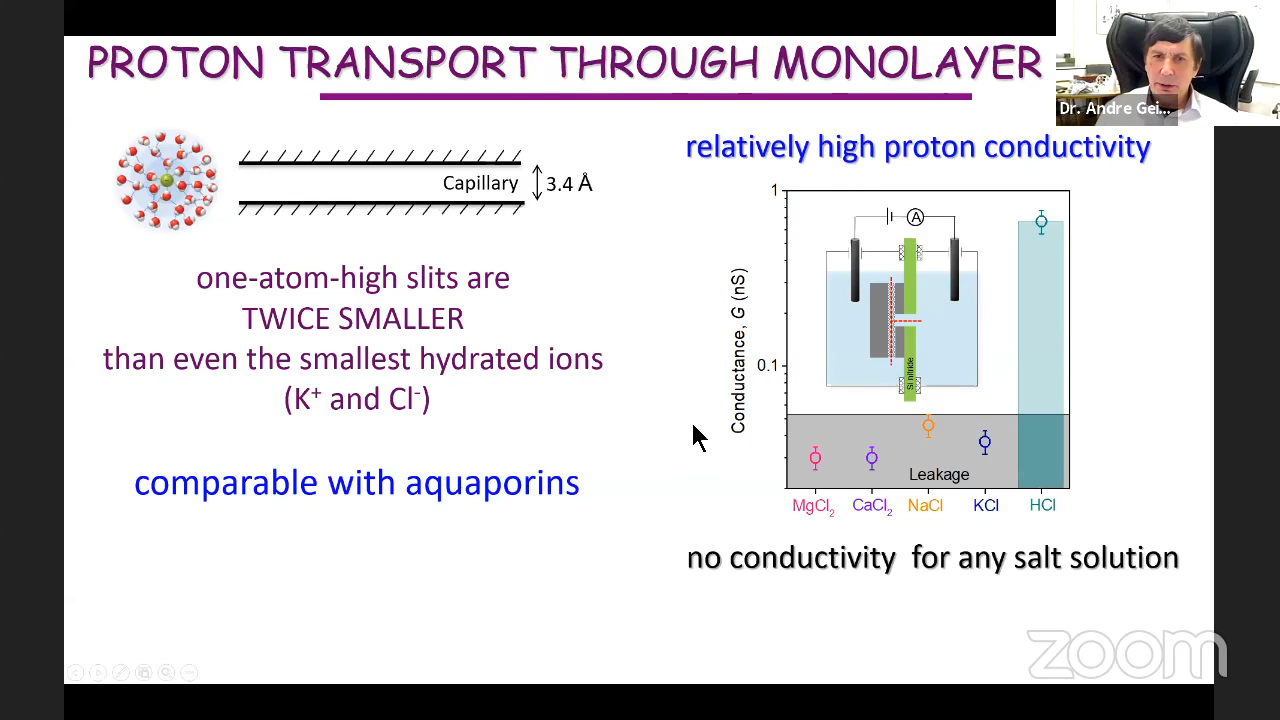 PROTON TRANSPORT THROUGH MONOLAYER
Dr. Andre Gei...
Capillary
3.4 Å
one-atom-high slits are
TWICE SMALLER
than even the smallest hydrated ions
(K⁺ and Cl⁻)
comparable with aquaporins
relatively high proton conductivity
Conductance, G (nS)
1
0.1
A
Si nitride
Leakage
MgCl₂ CaCl₂ NaCl KCl HCl
no conductivity for any salt solution
zoom